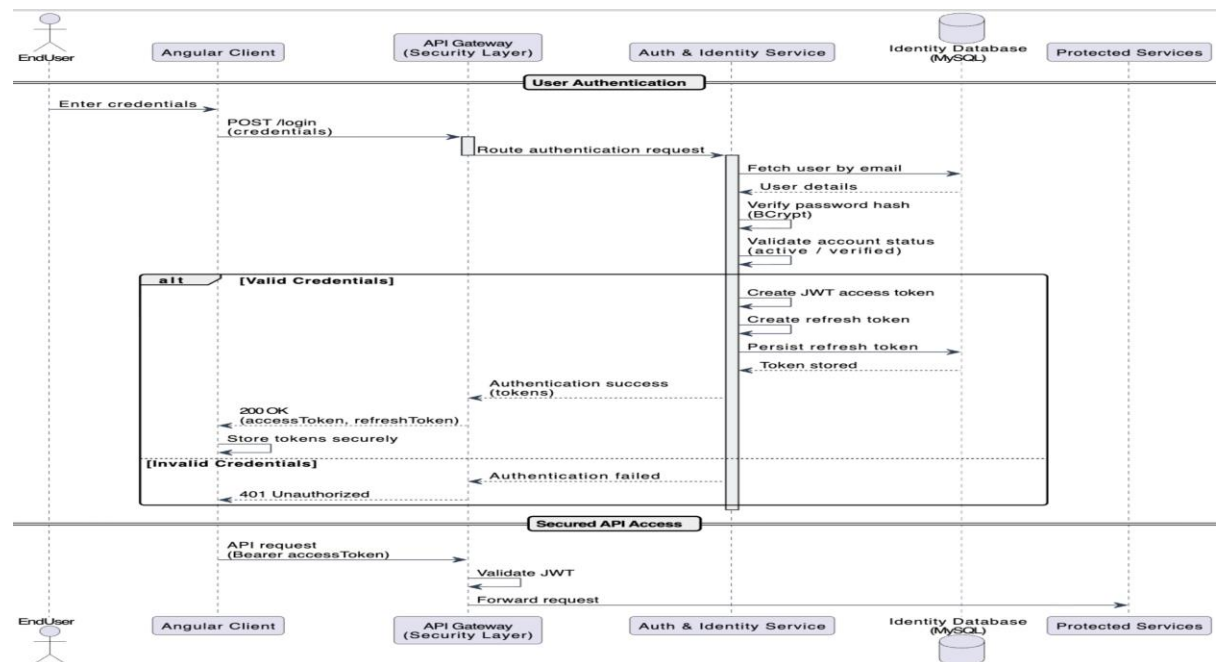 EndUser
Angular Client
API Gateway
(Security Layer)
Auth & Identity Service
Identity Database
(MySQL)
Protected Services
User Authentication
Enter credentials
POST /login
(credentials)
Route authentication request
Fetch user by email
User details
Verify password hash
(BCrypt)
Validate account status
(active / verified)
alt
[Valid Credentials]
Create JWT access token
Create refresh token
Persist refresh token
Token stored
Authentication success
(tokens)
200 OK
(accessToken, refreshToken)
Store tokens securely
[Invalid Credentials]
Authentication failed
401 Unauthorized
Secured API Access
API request
(Bearer accessToken)
Validate JWT
Forward request
EndUser
Angular Client
API Gateway
(Security Layer)
Auth & Identity Service
Identity Database
(MySQL)
Protected Services